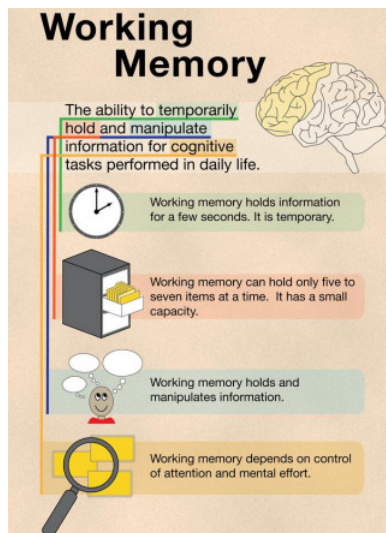 Working
Memory
The ability to temporarily
hold and manipulate
information for cognitive
tasks performed in daily life.
Working memory holds information
for a few seconds. It is temporary.
Working memory can hold only five to
seven items at a time. It has a small
capacity.
Working memory holds and
manipulates information.
Working memory depends on control
of attention and mental effort.